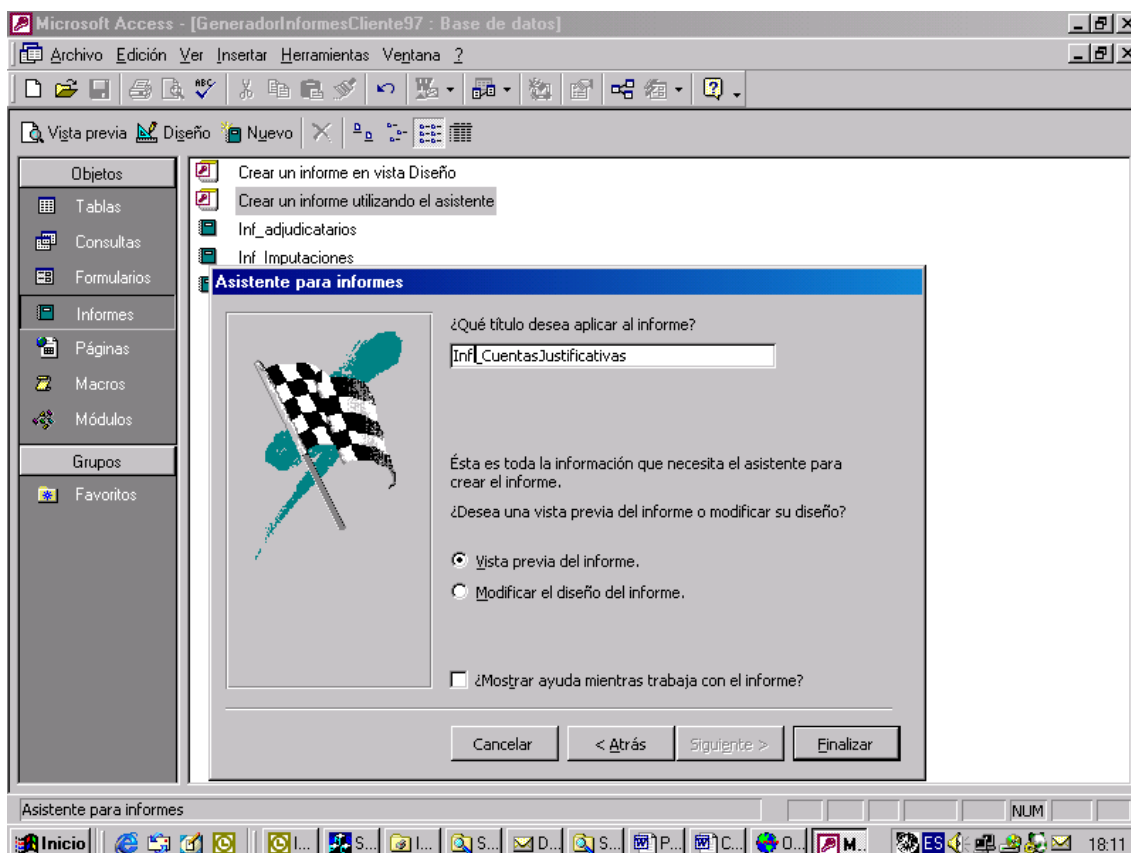 Microsoft Access - [GeneradorInformesCliente97 : Base de datos]
Archivo Edición Ver Insertar Herramientas Ventana ?
Vista previa Diseño Nuevo
Objetos
Tablas
Consultas
Formularios
Informes
Páginas
Macros
Módulos
Grupos
Favoritos
Crear un informe en vista Diseño
Crear un informe utilizando el asistente
Inf_adjudicatarios
Inf_Imputaciones
Asistente para informes
¿Qué título desea aplicar al informe?
Inf_CuentasJustificativas
Ésta es toda la información que necesita el asistente para
crear el informe.
¿Desea una vista previa del informe o modificar su diseño?
Vista previa del informe.
Modificar el diseño del informe.
¿Mostrar ayuda mientras trabaja con el informe?
Cancelar < Atrás Siguiente > Finalizar
Asistente para informes NUM
Inicio I... S... I... S... D... S... P... C... O... M... ES 18:11